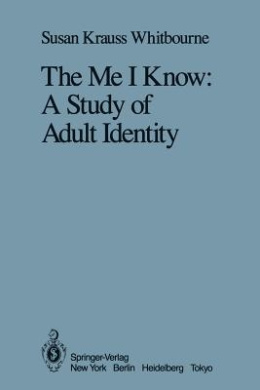 Susan Krauss Whitbourne
The Me I Know:
A Study of
Adult Identity
Springer-Verlag
New York Berlin Heidelberg Tokyo